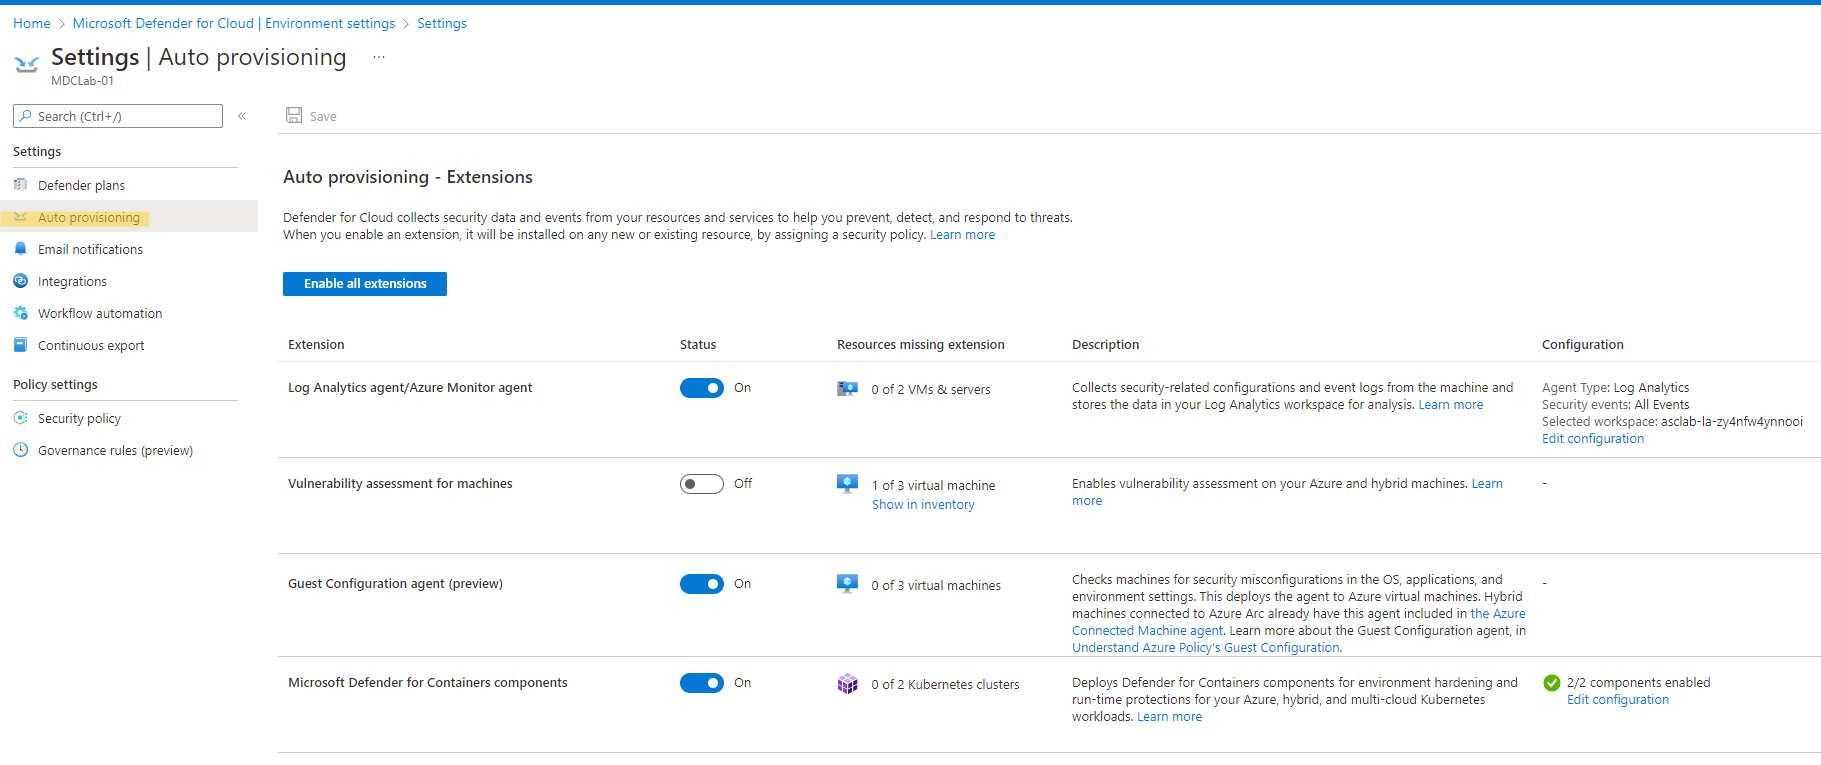 Home > Microsoft Defender for Cloud | Environment settings > Settings
Settings | Auto provisioning ...
MDCLab-01
Search (Ctrl+/)
«
Save
Settings
Defender plans
Auto provisioning
Email notifications
Integrations
Workflow automation
Continuous export
Policy settings
Security policy
Governance rules (preview)
Auto provisioning - Extensions
Defender for Cloud collects security data and events from your resources and services to help you prevent, detect, and respond to threats.
When you enable an extension, it will be installed on any new or existing resource, by assigning a security policy. Learn more
Enable all extensions
Extension Status Resources missing extension Description Configuration
Log Analytics agent/Azure Monitor agent
On
0 of 2 VMs & servers
Collects security-related configurations and event logs from the machine and
stores the data in your Log Analytics workspace for analysis. Learn more
Agent Type: Log Analytics
Security events: All Events
Selected workspace: asclab-la-zy4nfw4ynnooi
Edit configuration
Vulnerability assessment for machines
Off
1 of 3 virtual machine
Show in inventory
Enables vulnerability assessment on your Azure and hybrid machines. Learn
more
-
Guest Configuration agent (preview)
On
0 of 3 virtual machines
Checks machines for security misconfigurations in the OS, applications, and
environment settings. This deploys the agent to Azure virtual machines. Hybrid
machines connected to Azure Arc already have this agent included in the Azure
Connected Machine agent. Learn more about the Guest Configuration agent, in
Understand Azure Policy's Guest Configuration.
-
Microsoft Defender for Containers components
On
0 of 2 Kubernetes clusters
Deploys Defender for Containers components for environment hardening and
run-time protections for your Azure, hybrid, and multi-cloud Kubernetes
workloads. Learn more
2/2 components enabled
Edit configuration